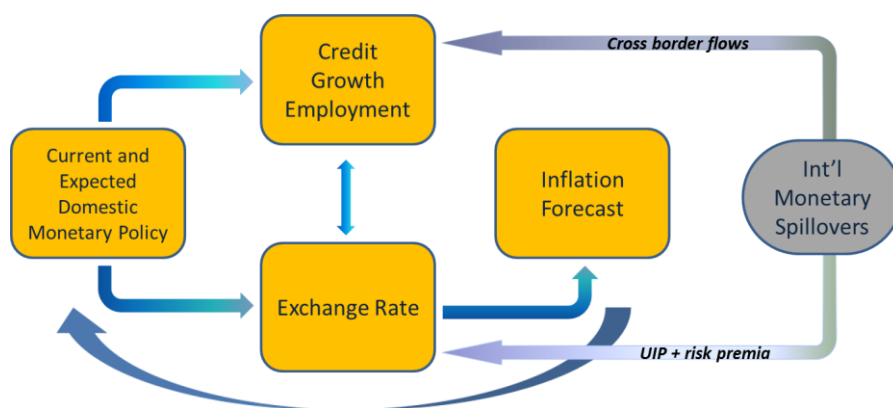 Credit
Growth
Employment
Cross border flows
Current and
Expected
Domestic
Monetary Policy
Inflation
Forecast
Int'l
Monetary
Spillovers
Exchange Rate
UIP + risk premia